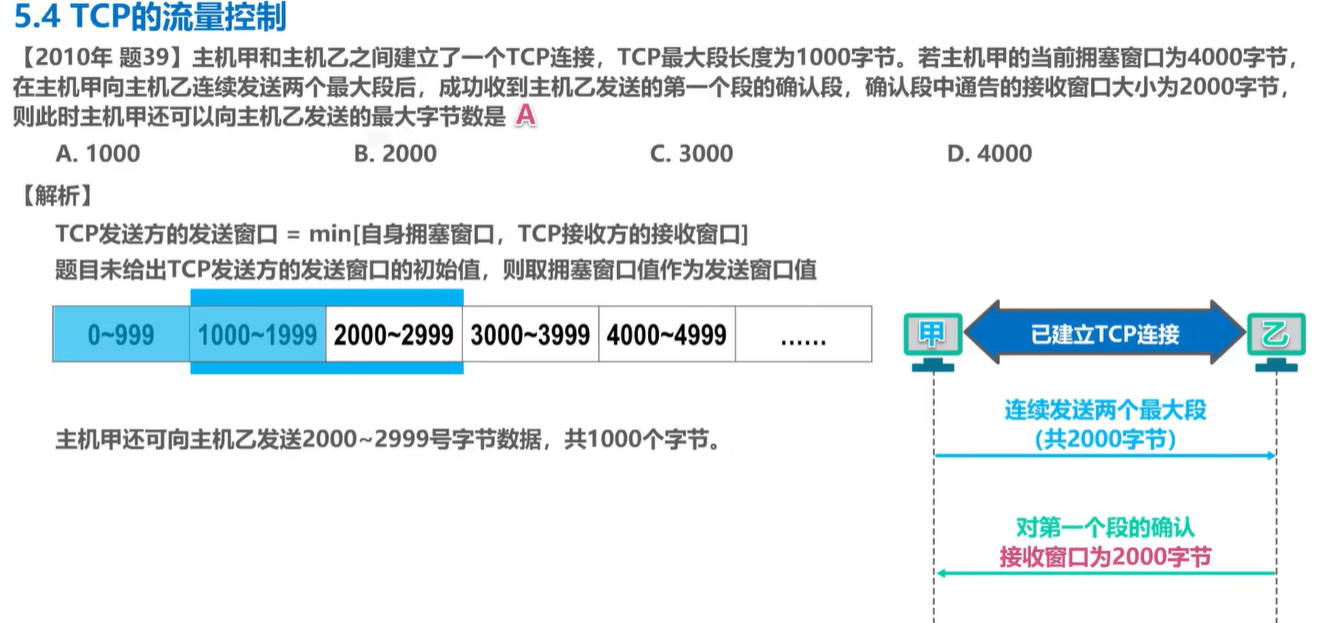 5.4 TCP的流量控制
【2010年 题39】主机甲和主机乙之间建立了一个TCP连接，TCP最大段长度为1000字节。若主机甲的当前拥塞窗口为4000字节，
在主机甲向主机乙连续发送两个最大段后，成功收到主机乙发送的第一个段的确认段，确认段中通告的接收窗口大小为2000字节，
则此时主机甲还可以向主机乙发送的最大字节数是 A
A. 1000 B. 2000 C. 3000 D. 4000
【解析】
TCP发送方的发送窗口 = min[自身拥塞窗口，TCP接收方的接收窗口]
题目未给出TCP发送方的发送窗口的初始值，则取拥塞窗口值作为发送窗口值
0~999 1000~1999 2000~2999 3000~3999 4000~4999 ……
主机甲还可向主机乙发送2000~2999号字节数据，共1000个字节。
甲 已建立TCP连接 乙
连续发送两个最大段
(共2000字节)
对第一个段的确认
接收窗口为2000字节